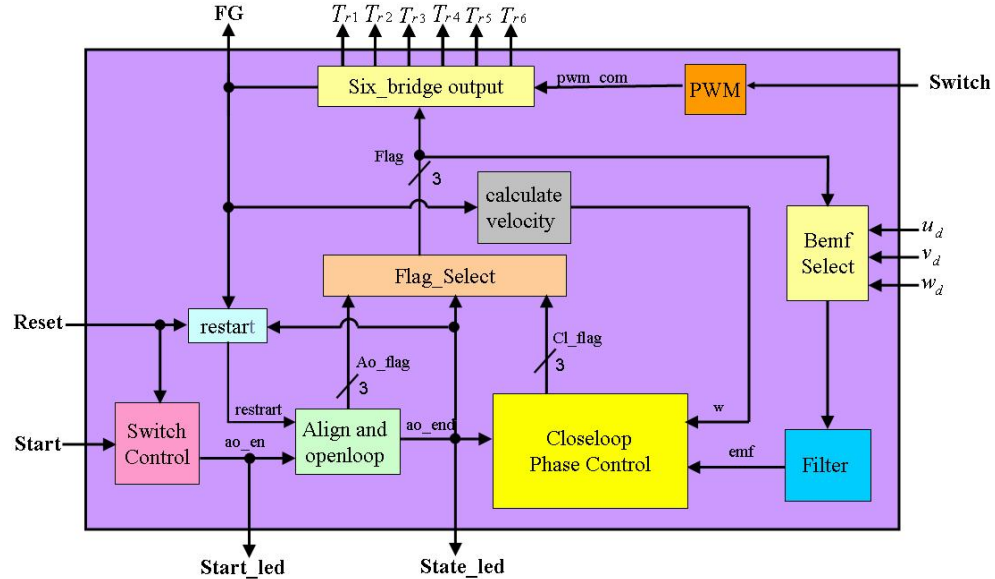 FG
Tr1 Tr2 Tr3 Tr4 Tr5 Tr6
Six_bridge output
pwm_com
PWM
Switch
Flag
3
calculate
velocity
Bemf
Select
ud
vd
wd
Flag_Select
Reset
restart
Ao_flag
3
Cl_flag
3
restrart
w
Start
Switch
Control
ao_en
Align and
openloop
ao_end
Closeloop
Phase Control
emf
Filter
Start_led
State_led